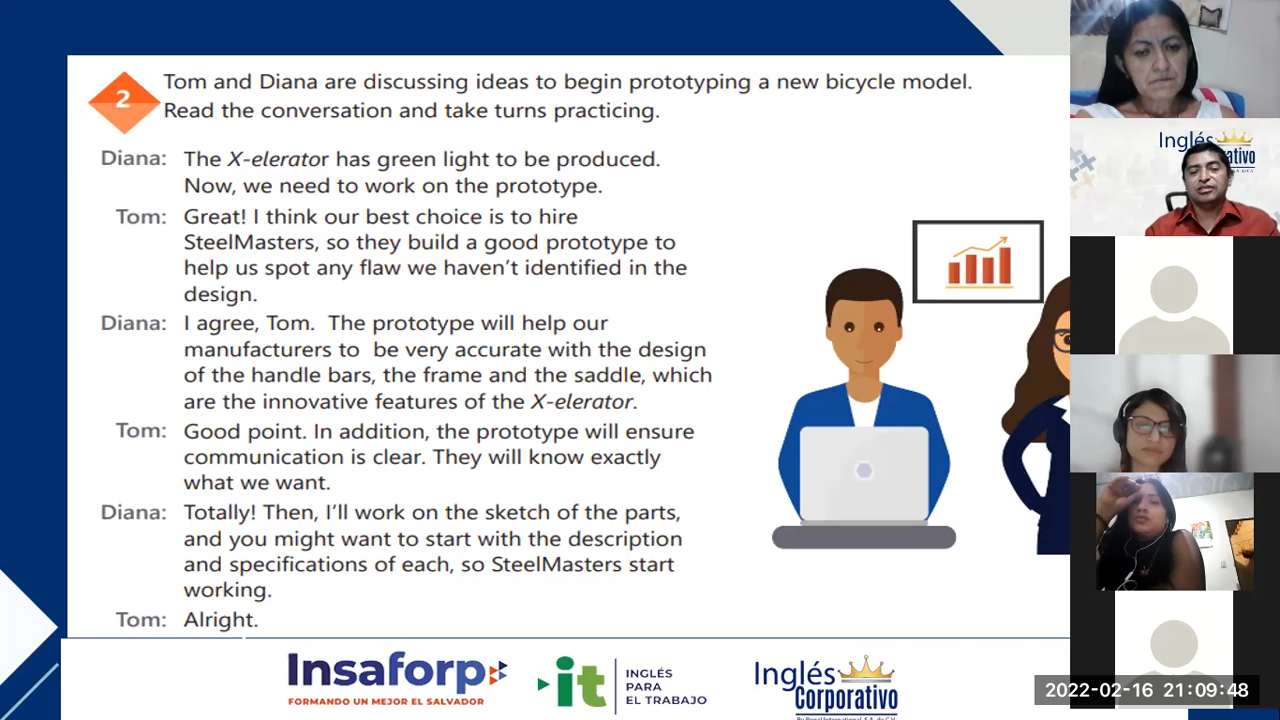 2
Tom and Diana are discussing ideas to begin prototyping a new bicycle model.
Read the conversation and take turns practicing.
Diana: The X-elerator has green light to be produced.
Now, we need to work on the prototype.
Tom: Great! I think our best choice is to hire
SteelMasters, so they build a good prototype to
help us spot any flaw we haven't identified in the
design.
Diana: I agree, Tom. The prototype will help our
manufacturers to be very accurate with the design
of the handle bars, the frame and the saddle, which
are the innovative features of the X-elerator.
Tom: Good point. In addition, the prototype will ensure
communication is clear. They will know exactly
what we want.
Diana: Totally! Then, I'll work on the sketch of the parts,
and you might want to start with the description
and specifications of each, so SteelMasters start
working.
Tom: Alright.
Insaforp
FORMANDO UN MEJOR EL SALVADOR
it
INGLÉS
PARA
EL TRABAJO
Inglés
Corporativo
Inglés
2022-02-16 21:09:48